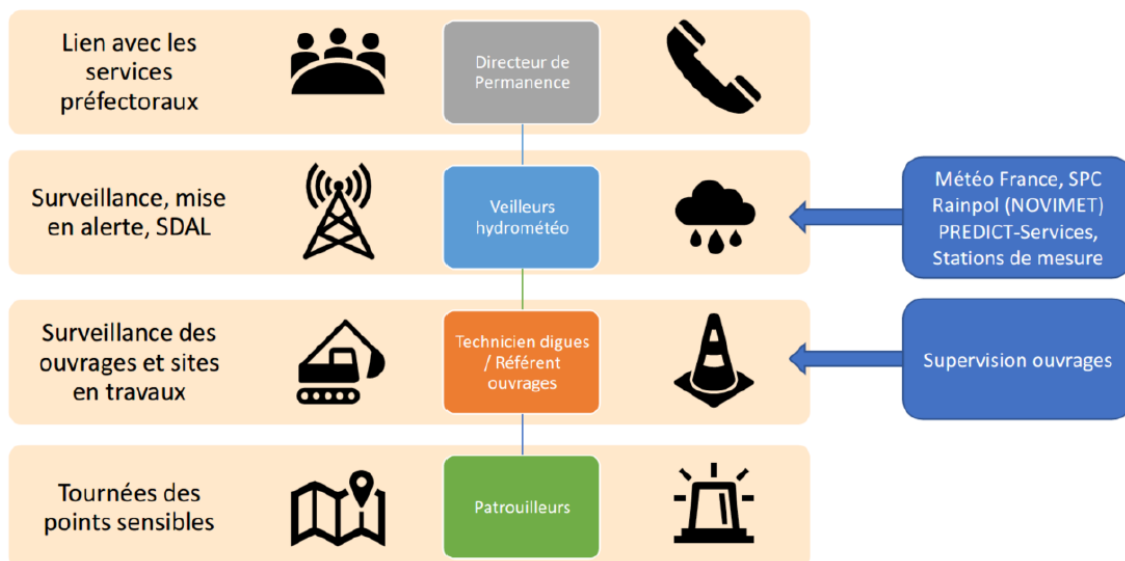 Lien avec les
services
préfectoraux
Directeur de
Permanence
Surveillance, mise
en alerte, SDAL
Veilleurs
hydrométéo
Météo France, SPC
Rainpol (NOVIMET)
PREDICT-Services,
Stations de mesure
Surveillance des
ouvrages et sites
en travaux
Technicien digues
/ Référent
ouvrages
Supervision ouvrages
Tournées des
points sensibles
Patrouilleurs